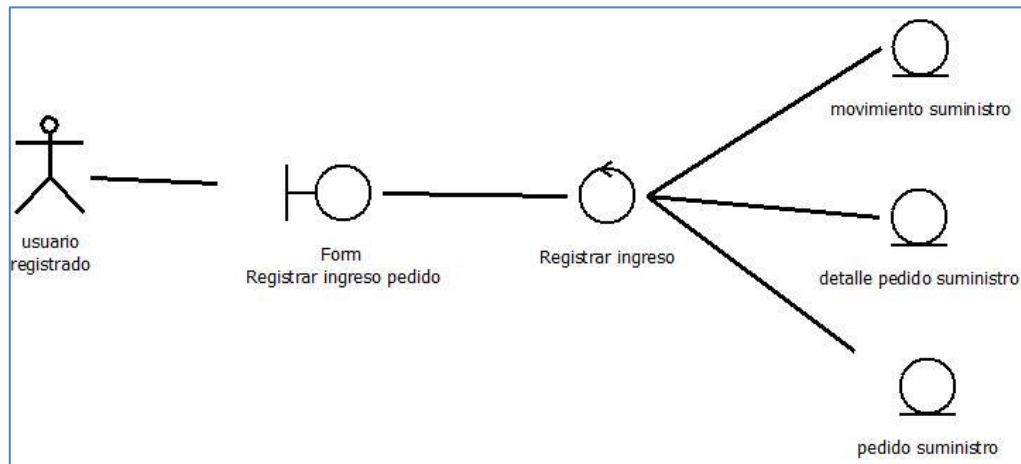 movimiento suministro
usuario
registrado
Form
Registrar ingreso pedido
Registrar ingreso
detalle pedido suministro
pedido suministro